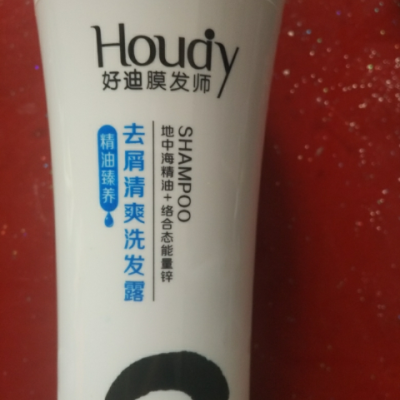 Houdy
好迪膜发师
SHAMPOO
地中海精油+络合态能量锌
去屑清爽洗发露
精油臻养